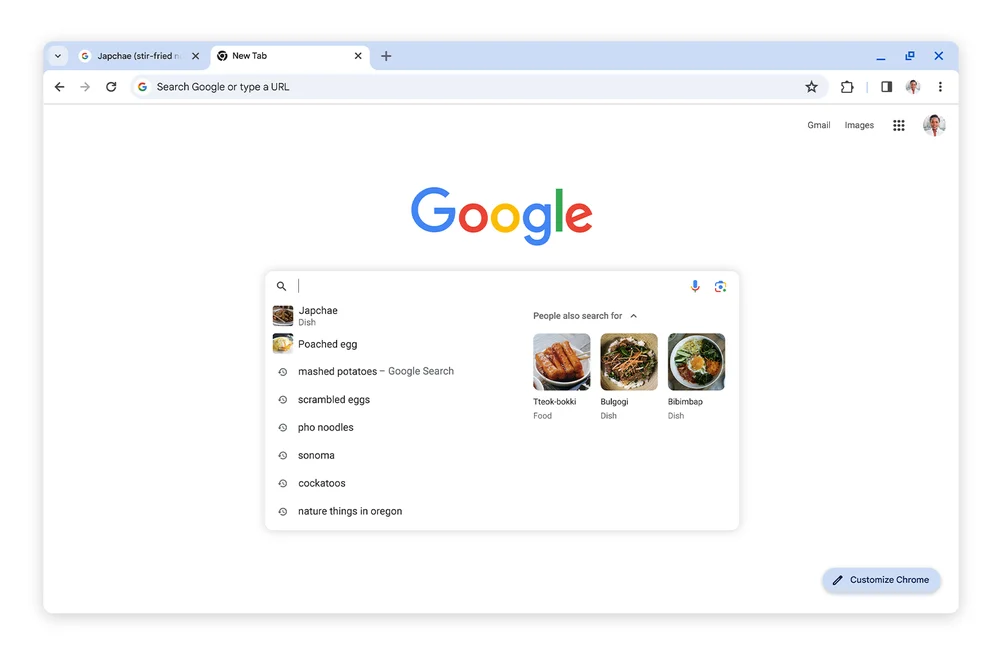 Japchae (stir-fried n
New Tab
Search Google or type a URL
Gmail Images
Google
Japchae
Dish
Poached egg
mashed potatoes – Google Search
scrambled eggs
pho noodles
sonoma
cockatoos
nature things in oregon
People also search for
Tteok-bokki
Food
Bulgogi
Dish
Bibimbap
Dish
Customize Chrome